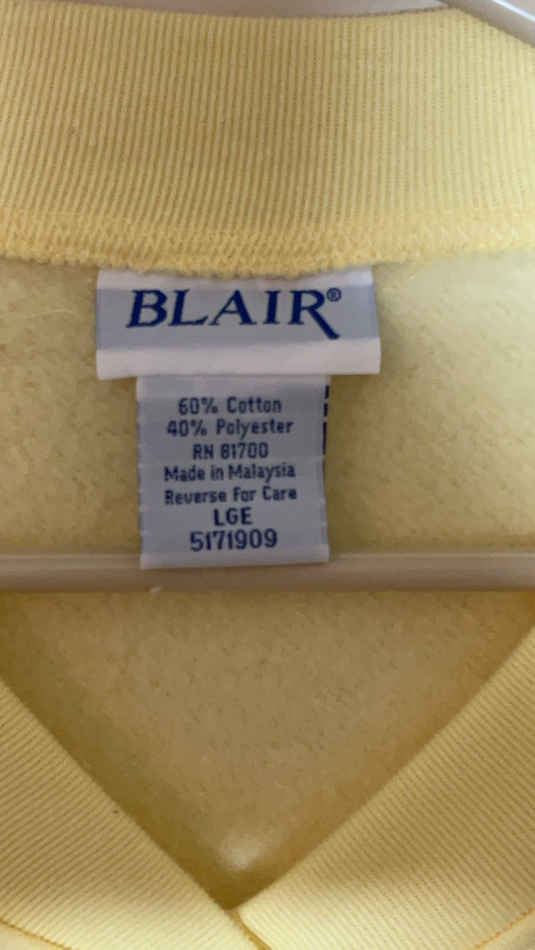 BLAIR®
60% Cotton
40% Polyester
RN 81700
Made in Malaysia
Reverse For Care
LGE
5171909